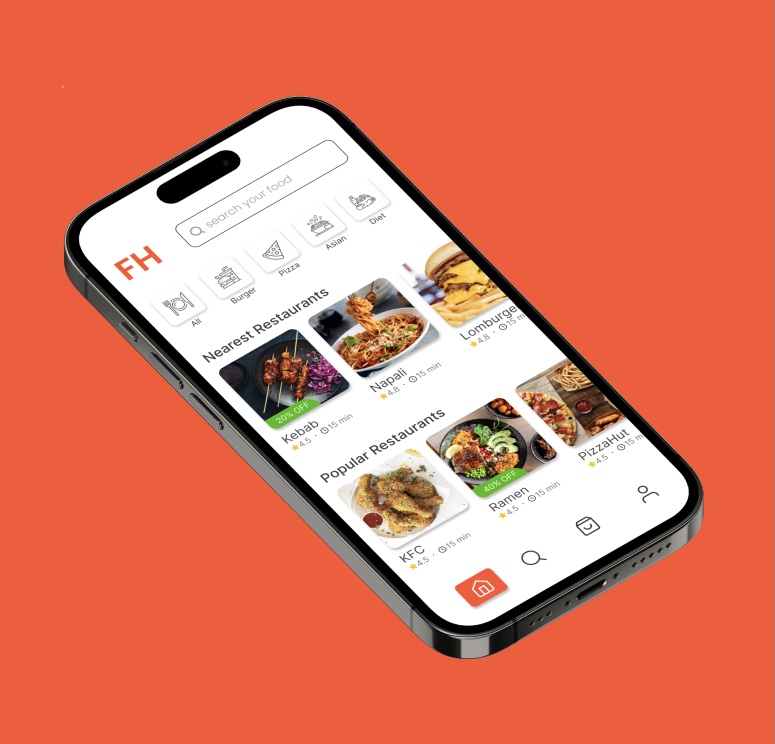 search your food
FH
All
Burger
Pizza
Asian
Diet
Nearest Restaurants
20% OFF
Kebab
4.5 · 15 min
Napali
4.8 · 15 min
Lomburge
4.8 · 15 m
Popular Restaurants
KFC
4.5 · 15 min
40% OFF
Ramen
4.5 · 15 min
PizzaHut
4.5 · 15 m